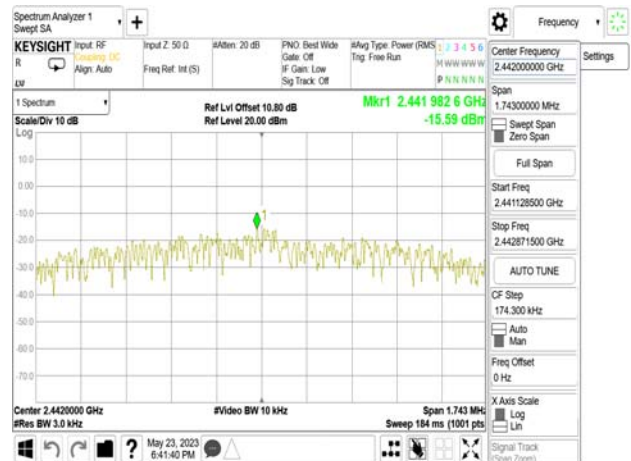 Spectrum Analyzer 1
Swept SA
Frequency
KEYSIGHT
R
Input: RF
Coupling: DC
Align: Auto
Input Z: 50 Ω
Freq Ref: Int (S)
#Atten: 20 dB
PNO: Best Wide
Gate: Off
IF Gain: Low
Sig Track: Off
#Avg Type: Power (RMS
Trig: Free Run
1 2 3 4 5 6
M W W W W W
P N N N N N
1 Spectrum
Scale/Div 10 dB
Log
Ref Lvl Offset 10.80 dB
Ref Level 20.00 dBm
Mkr1 2.441 982 6 GHz
-15.59 dBm
10.0
0.00
-10.0
-20.0
-30.0
-40.0
-50.0
-60.0
-70.0
1
Center 2.4420000 GHz
#Res BW 3.0 kHz
#Video BW 10 kHz
Span 1.743 MHz
Sweep 184 ms (1001 pts
May 23, 2023
6:41:40 PM
?
Center Frequency
2.442000000 GHz
Settings
Span
1.74300000 MHz
Swept Span
Zero Span
Full Span
Start Freq
2.441128500 GHz
Stop Freq
2.442871500 GHz
AUTO TUNE
CF Step
174.300 kHz
Auto
Man
Freq Offset
0 Hz
X Axis Scale
Log
Lin
Signal Track
(Span Zoom)